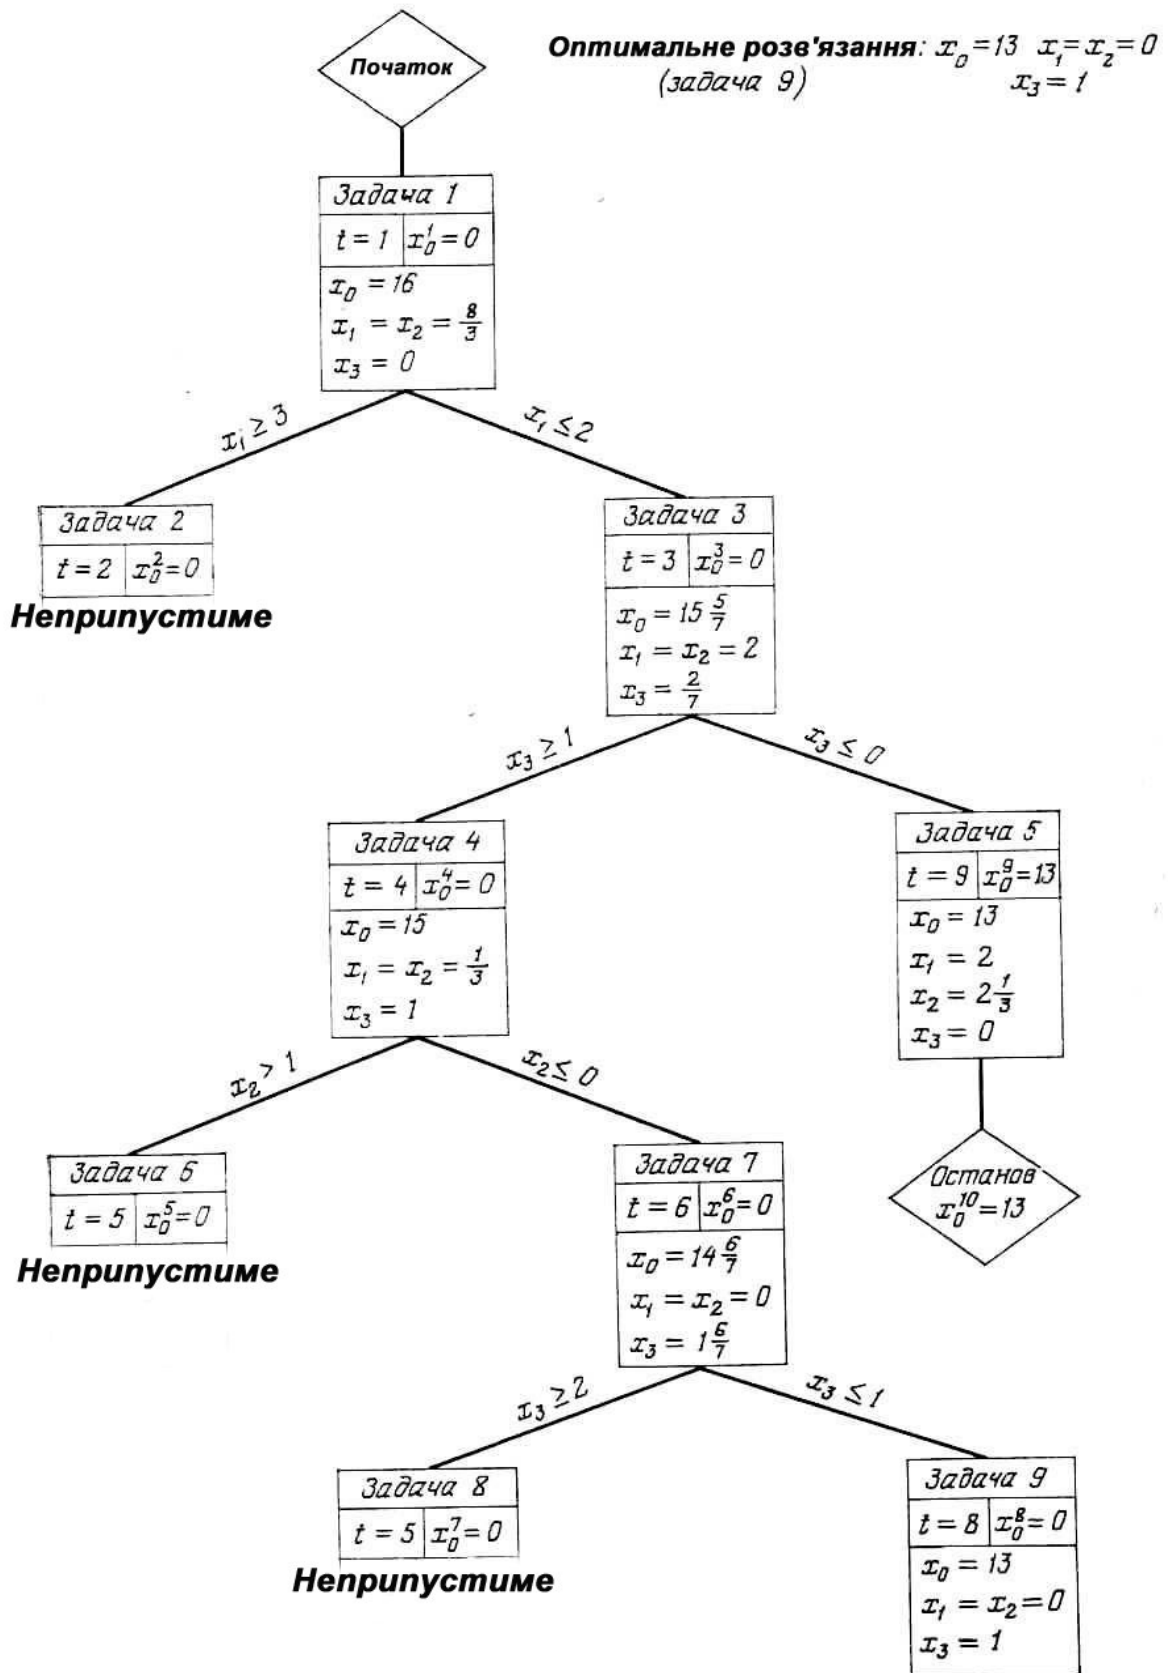 Початок
Оптимальне розв'язання: x₀ = 13 x₁ = x₂ = 0
(задача 9) x₃ = 1
Задача 1
t = 1 x₀¹ = 0
x₀ = 16
x₁ = x₂ = 8/3
x₃ = 0
x₁ ≥ 3
x₁ ≤ 2
Задача 2
t = 2 x₀² = 0
Неприпустиме
Задача 3
t = 3 x₀³ = 0
x₀ = 15 5/7
x₁ = x₂ = 2
x₃ = 2/7
x₃ ≥ 1
x₃ ≤ 0
Задача 4
t = 4 x₀⁴ = 0
x₀ = 15
x₁ = x₂ = 1/3
x₃ = 1
Задача 5
t = 9 x₀⁹ = 13
x₀ = 13
x₁ = 2
x₂ = 2 1/3
x₃ = 0
x₂ > 1
x₂ ≤ 0
Задача 6
t = 5 x₀⁵ = 0
Неприпустиме
Задача 7
t = 6 x₀⁶ = 0
x₀ = 14 6/7
x₁ = x₂ = 0
x₃ = 1 6/7
Останов
x₀¹⁰ = 13
x₃ ≥ 2
x₃ ≤ 1
Задача 8
t = 5 x₀⁷ = 0
Неприпустиме
Задача 9
t = 8 x₀⁸ = 0
x₀ = 13
x₁ = x₂ = 0
x₃ = 1